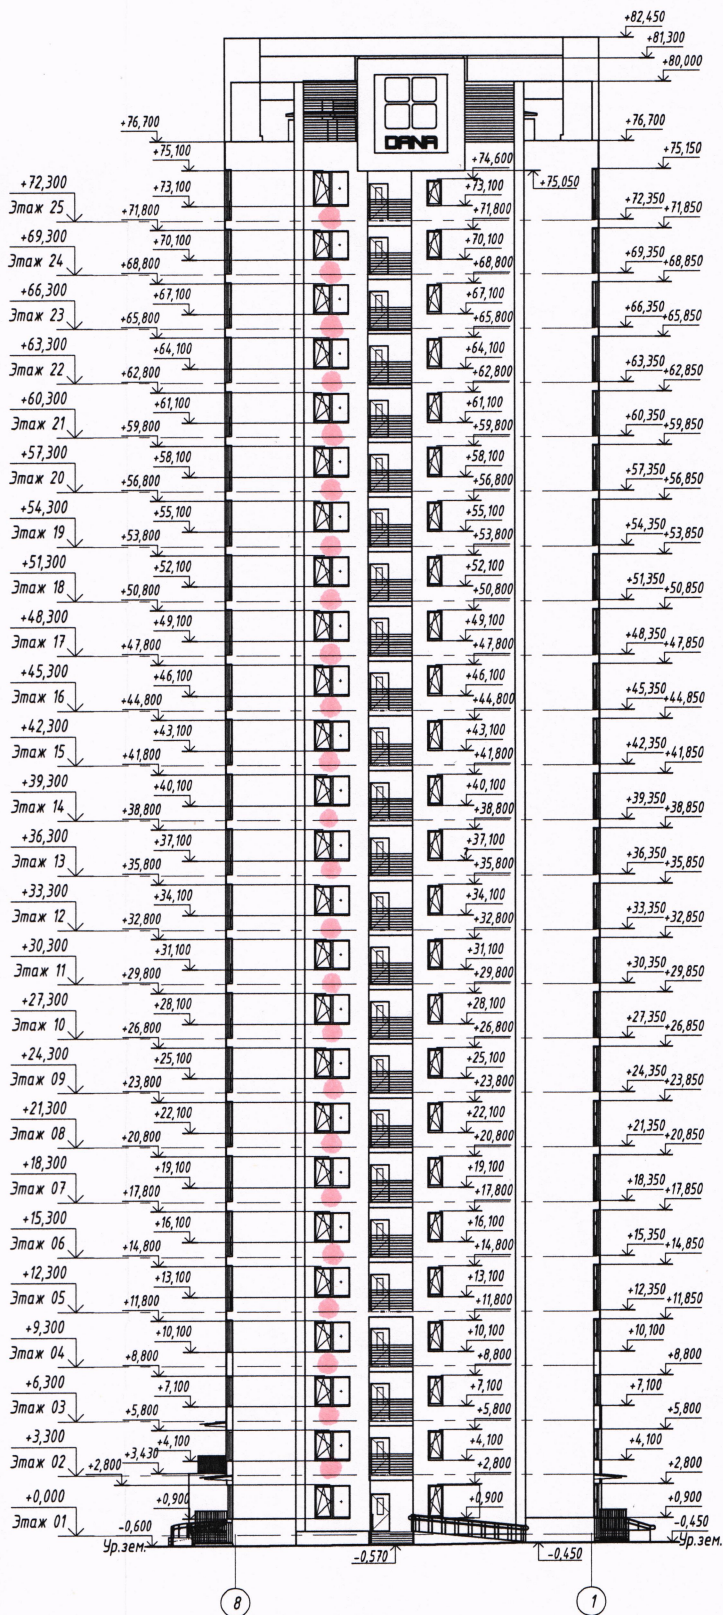 +82,450
+81,300
+80,000
DANA
+76,700 +76,700
+75,100 +74,600 +75,150
+72,300 +73,100 +73,100 +75,050
Этаж 25 +71,800 +71,800 +72,350 +71,850
+69,300 +70,100 +70,100
Этаж 24 +68,800 +68,800 +69,350 +68,850
+66,300 +67,100 +67,100
Этаж 23 +65,800 +65,800 +66,350 +65,850
+63,300 +64,100 +64,100
Этаж 22 +62,800 +62,800 +63,350 +62,850
+60,300 +61,100 +61,100
Этаж 21 +59,800 +59,800 +60,350 +59,850
+57,300 +58,100 +58,100
Этаж 20 +56,800 +56,800 +57,350 +56,850
+54,300 +55,100 +55,100
Этаж 19 +53,800 +53,800 +54,350 +53,850
+51,300 +52,100 +52,100
Этаж 18 +50,800 +50,800 +51,350 +50,850
+48,300 +49,100 +49,100
Этаж 17 +47,800 +47,800 +48,350 +47,850
+45,300 +46,100 +46,100
Этаж 16 +44,800 +44,800 +45,350 +44,850
+42,300 +43,100 +43,100
Этаж 15 +41,800 +41,800 +42,350 +41,850
+39,300 +40,100 +40,100
Этаж 14 +38,800 +38,800 +39,350 +38,850
+36,300 +37,100 +37,100
Этаж 13 +35,800 +35,800 +36,350 +35,850
+33,300 +34,100 +34,100
Этаж 12 +32,800 +32,800 +33,350 +32,850
+30,300 +31,100 +31,100
Этаж 11 +29,800 +29,800 +30,350 +29,850
+27,300 +28,100 +28,100
Этаж 10 +26,800 +26,800 +27,350 +26,850
+24,300 +25,100 +25,100
Этаж 09 +23,800 +23,800 +24,350 +23,850
+21,300 +22,100 +22,100
Этаж 08 +20,800 +20,800 +21,350 +20,850
+18,300 +19,100 +19,100
Этаж 07 +17,800 +17,800 +18,350 +17,850
+15,300 +16,100 +16,100
Этаж 06 +14,800 +14,800 +15,350 +14,850
+12,300 +13,100 +13,100
Этаж 05 +11,800 +11,800 +12,350 +11,850
+9,300 +10,100 +10,100 +10,100
Этаж 04 +8,800 +8,800 +8,800
+6,300 +7,100 +7,100 +7,100
Этаж 03 +5,800 +5,800 +5,800
+3,300 +4,100 +4,100 +4,100
Этаж 02 +2,800 +3,430 +2,800 +2,800
+0,000 +0,900 +0,900 +0,900
Этаж 01 -0,600 -0,450
Ур.зем. -0,570 -0,450 Ур.зем.
8 1